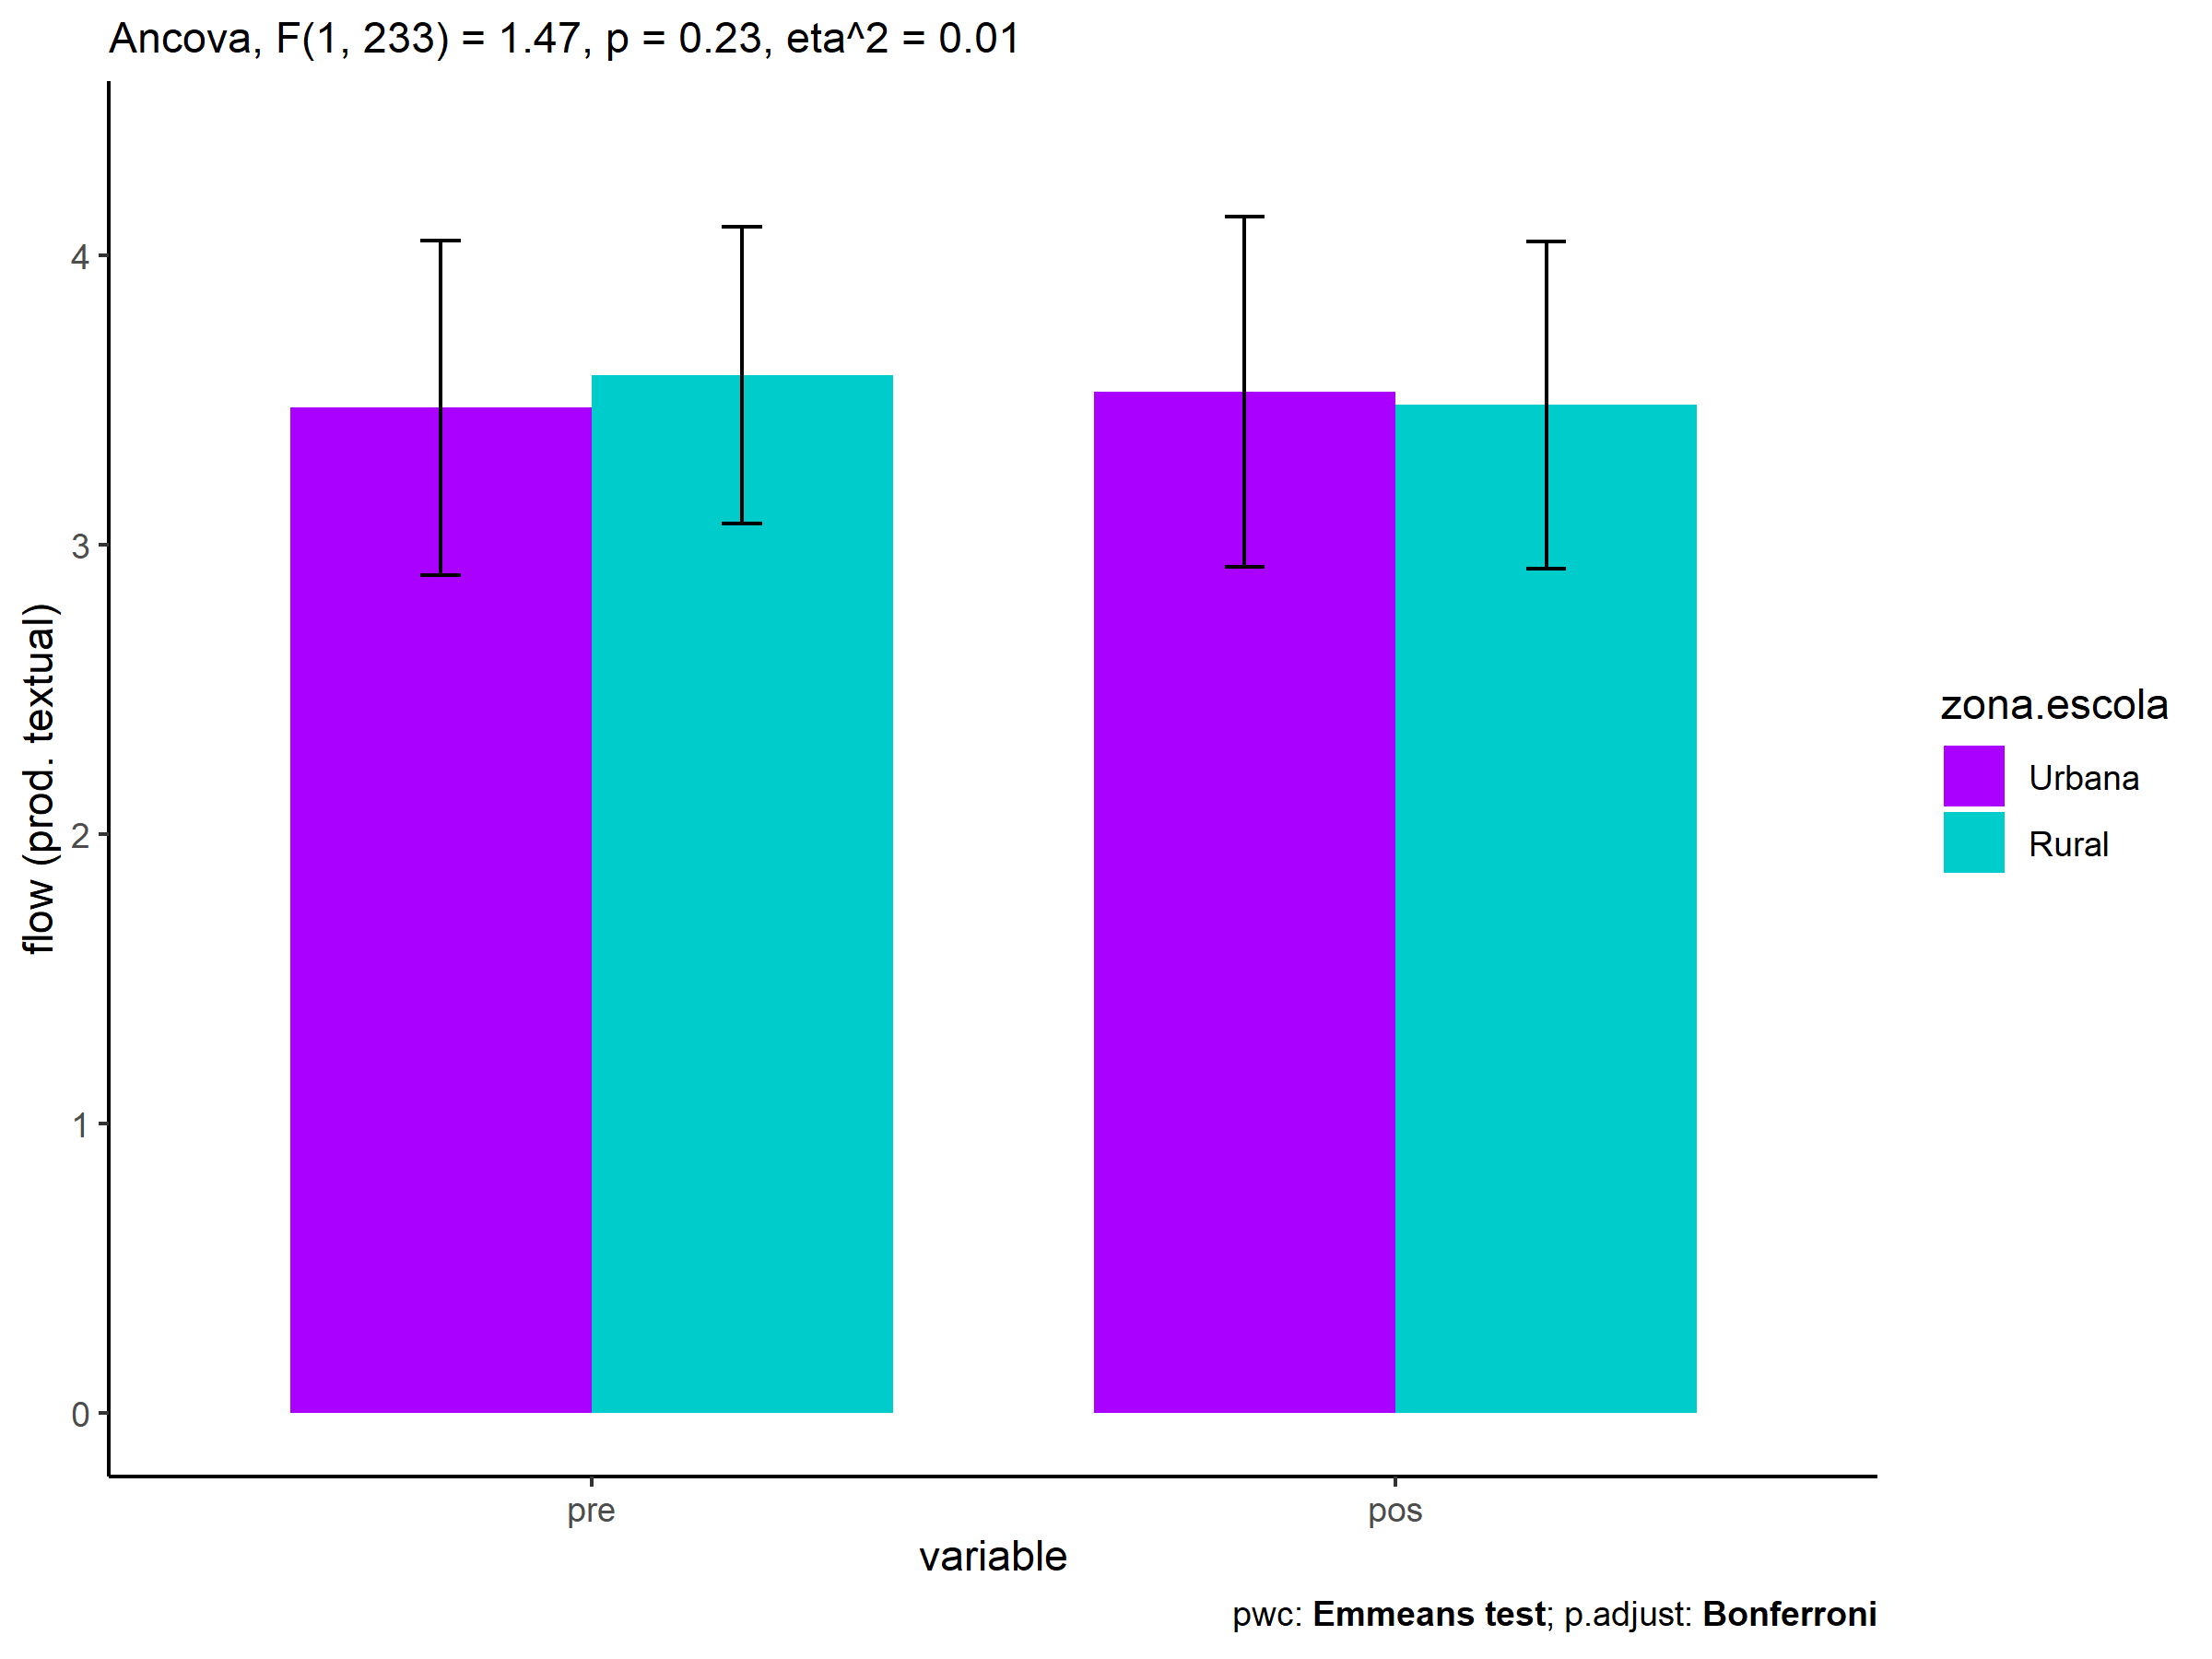 Ancova, F(1, 233) = 1.47, p = 0.23, eta^2 = 0.01
flow (prod. textual)
4
3
2
1
0
pre
pos
variable
zona.escola
Urbana
Rural
pwc: Emmeans test; p.adjust: Bonferroni